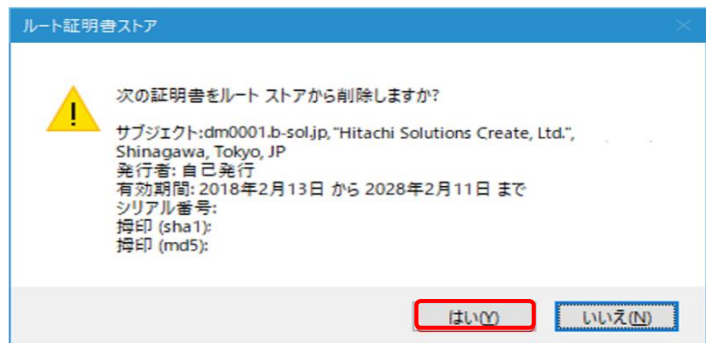 ルート証明書ストア
次の証明書をルート ストアから削除しますか?
サブジェクト:dm0001.b-sol.jp, "Hitachi Solutions Create, Ltd.",
Shinagawa, Tokyo, JP
発行者: 自己発行
有効期間: 2018年2月13日 から 2028年2月11日 まで
シリアル番号:
拇印 (sha1):
拇印 (md5):
はい(Y) いいえ(N)